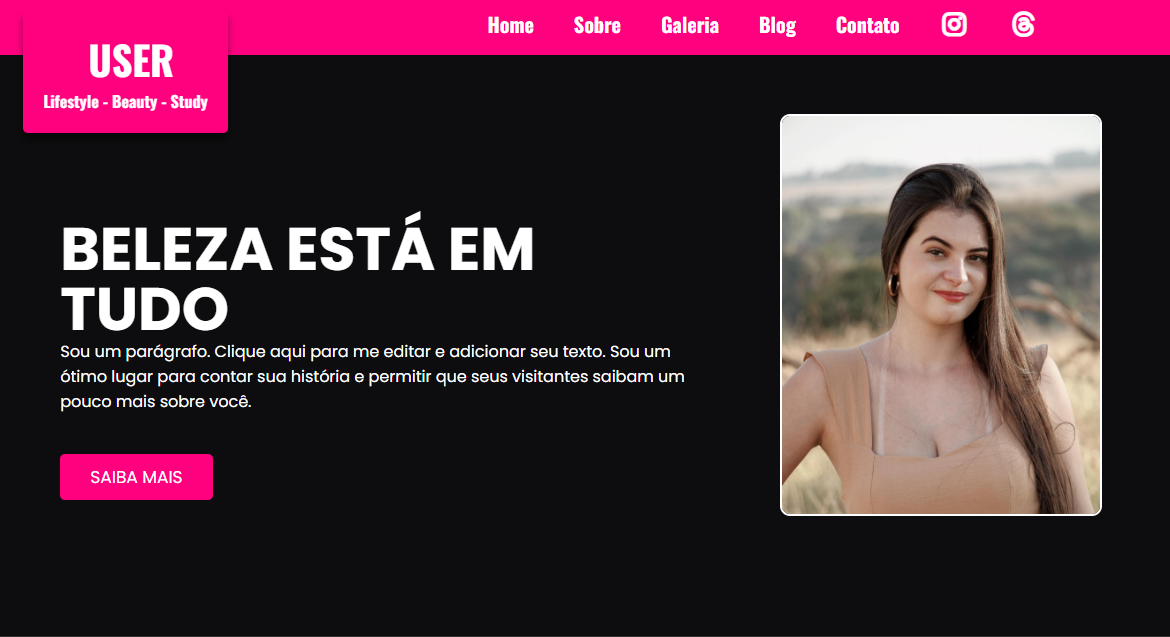 Home Sobre Galeria Blog Contato
USER
Lifestyle - Beauty - Study
BELEZA ESTÁ EM
TUDO
Sou um parágrafo. Clique aqui para me editar e adicionar seu texto. Sou um
ótimo lugar para contar sua história e permitir que seus visitantes saibam um
pouco mais sobre você.
SAIBA MAIS